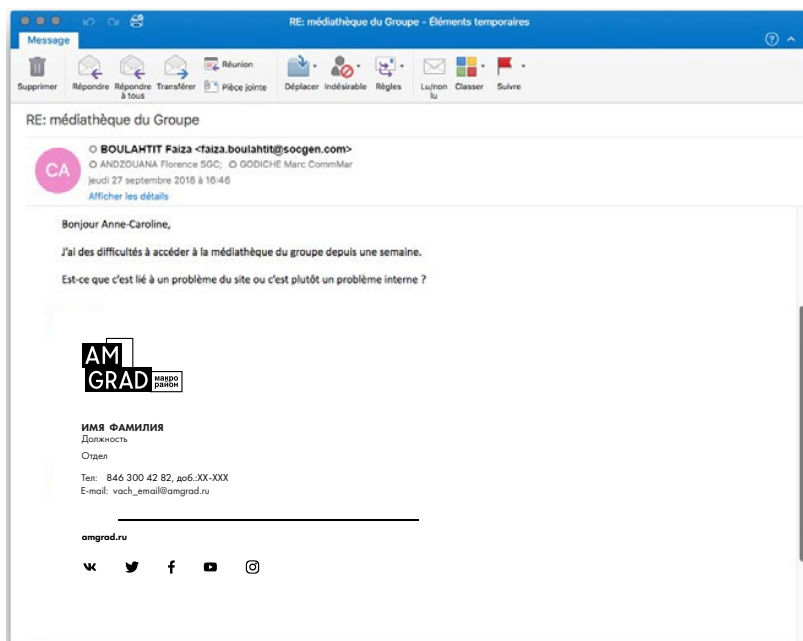 RE: médiathèque du Groupe - Éléments temporaires
Message
Supprimer
Répondre
Répondre à tous
Transférer
Réunion
Pièce jointe
Déplacer
Indésirable
Règles
Lu/non lu
Classer
Suivre
RE: médiathèque du Groupe
CA
BOULAHTIT Faiza <faiza.boulahtit@socgen.com>
ANDZOUANA Florence SGC; GODICHE Marc CommMar
jeudi 27 septembre 2018 à 16:46
Afficher les détails
Bonjour Anne-Caroline,
J'ai des difficultés à accéder à la médiathèque du groupe depuis une semaine.
Est-ce que c'est lié à un problème du site ou c'est plutôt un problème interne ?
AM
GRAD
макро
район
ИМЯ ФАМИЛИЯ
Должность
Отдел
Тел: 846 300 42 82, доб.:XX-XXX
E-mail: vach_email@amgrad.ru
amgrad.ru